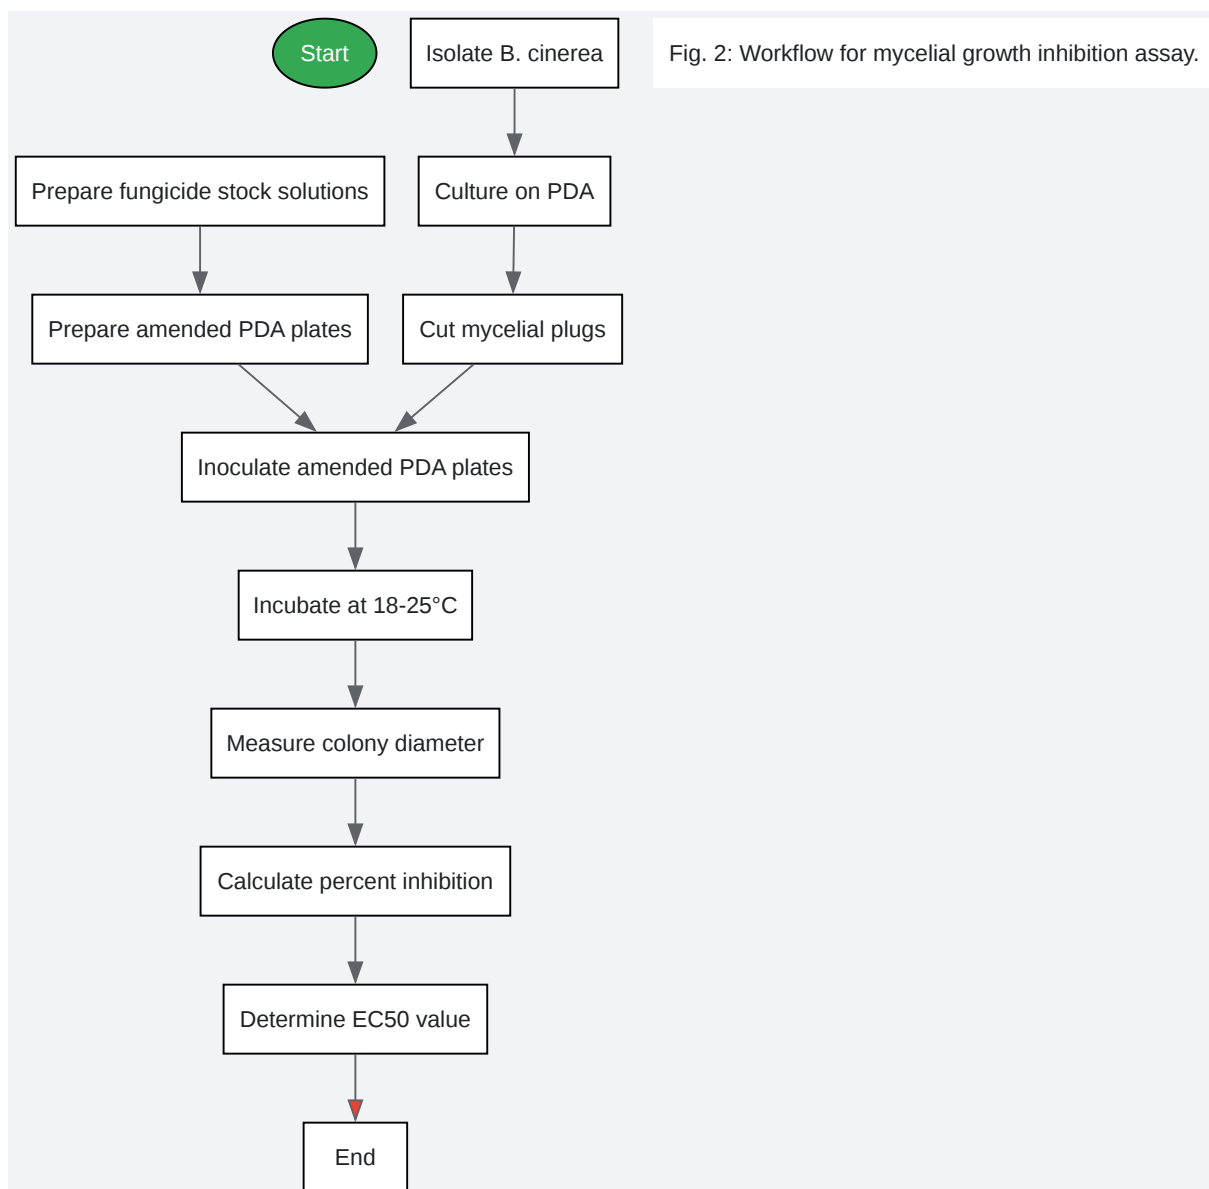 Start
Isolate B. cinerea
Fig. 2: Workflow for mycelial growth inhibition assay.
Prepare fungicide stock solutions
Culture on PDA
Prepare amended PDA plates
Cut mycelial plugs
Inoculate amended PDA plates
Incubate at 18-25°C
Measure colony diameter
Calculate percent inhibition
Determine EC50 value
End